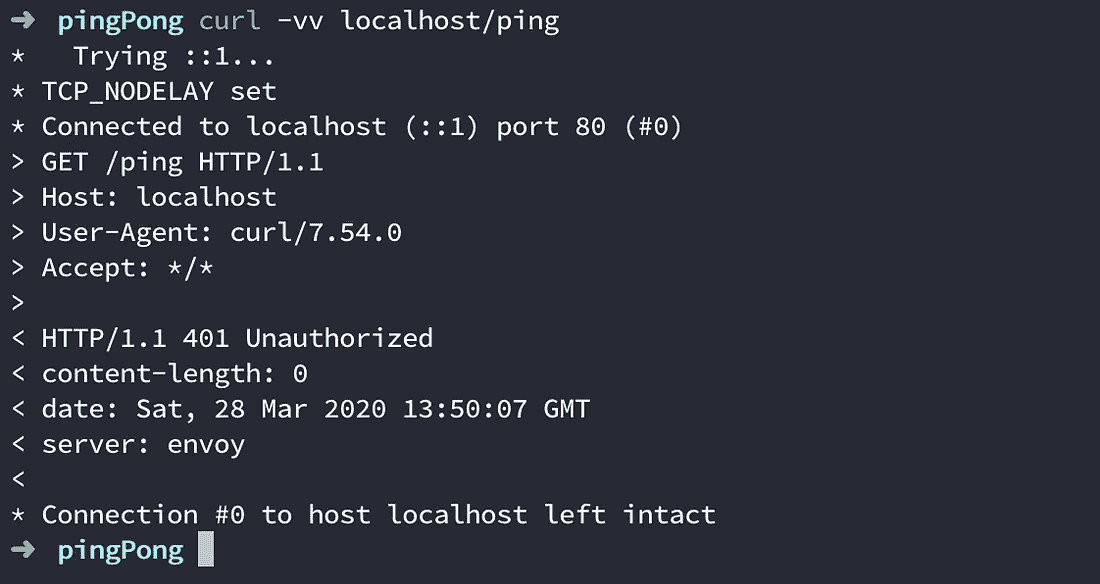 ➜ pingPong curl -vv localhost/ping
*   Trying ::1...
* TCP_NODELAY set
* Connected to localhost (::1) port 80 (#0)
> GET /ping HTTP/1.1
> Host: localhost
> User-Agent: curl/7.54.0
> Accept: */*
>
< HTTP/1.1 401 Unauthorized
< content-length: 0
< date: Sat, 28 Mar 2020 13:50:07 GMT
< server: envoy
<
* Connection #0 to host localhost left intact
➜ pingPong